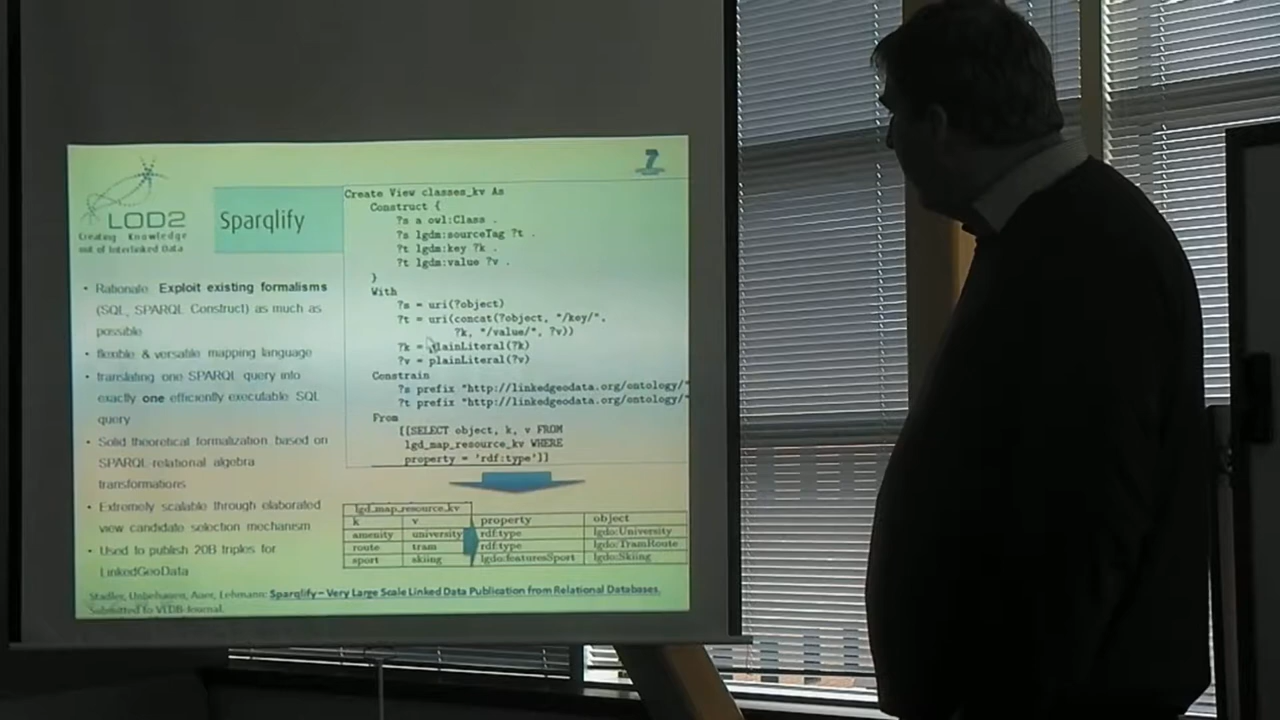 7
LOD2
Creating Knowledge
out of Interlinked Data
Sparqlify
• Rationale: Exploit existing formalisms
(SQL, SPARQL Construct) as much as
possible
• flexible & versatile mapping language
• translating one SPARQL query into
exactly one efficiently executable SQL
query
• Solid theoretical formalization based on
SPARQL-relational algebra
transformations
• Extremely scalable through elaborated
view candidate selection mechanism
• Used to publish 20B triples for
LinkedGeoData
Create View classes_kv As
Construct {
?s a owl:Class .
?s lgdm:sourceTag ?t .
?t lgdm:key ?k .
?t lgdm:value ?v .
}
With
?s = uri(?object)
?t = uri(concat(?object, "/key/",
?k, "/value/", ?v))
?k = plainLiteral(?k)
?v = plainLiteral(?v)
Constrain
?s prefix "http://linkedgeodata.org/ontology/"
?t prefix "http://linkedgeodata.org/ontology/"
From
[[SELECT object, k, v FROM
lgd_map_resource_kv WHERE
property = 'rdf:type']]
lgd_map_resource_kv
k v property object
amenity university rdf:type lgdo:University
route tram rdf:type lgdo:TramRoute
sport skiing lgdo:featuresSport lgdo:Skiing
Stadler, Unbehauen, Auer, Lehmann: Sparqlify – Very Large Scale Linked Data Publication from Relational Databases.
Submitted to VLDB-Journal.